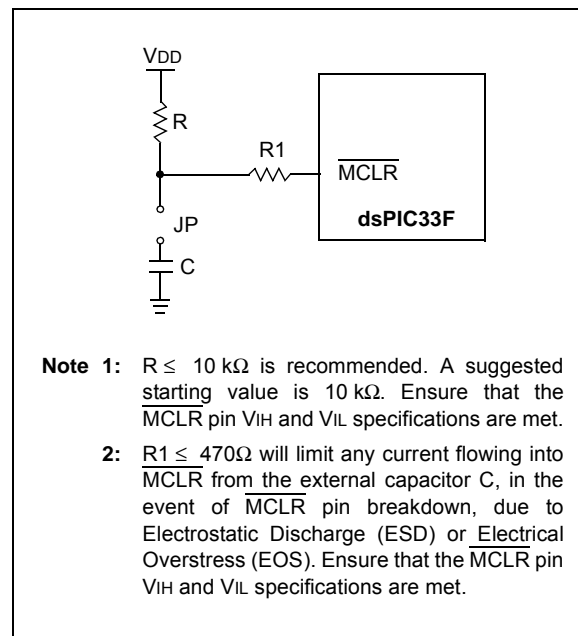 VDD
R
R1
MCLR
dsPIC33F
JP
C
Note 1: R ≤ 10 kΩ is recommended. A suggested
starting value is 10 kΩ. Ensure that the
MCLR pin VIH and VIL specifications are met.
2: R1 ≤ 470Ω will limit any current flowing into
MCLR from the external capacitor C, in the
event of MCLR pin breakdown, due to
Electrostatic Discharge (ESD) or Electrical
Overstress (EOS). Ensure that the MCLR pin
VIH and VIL specifications are met.